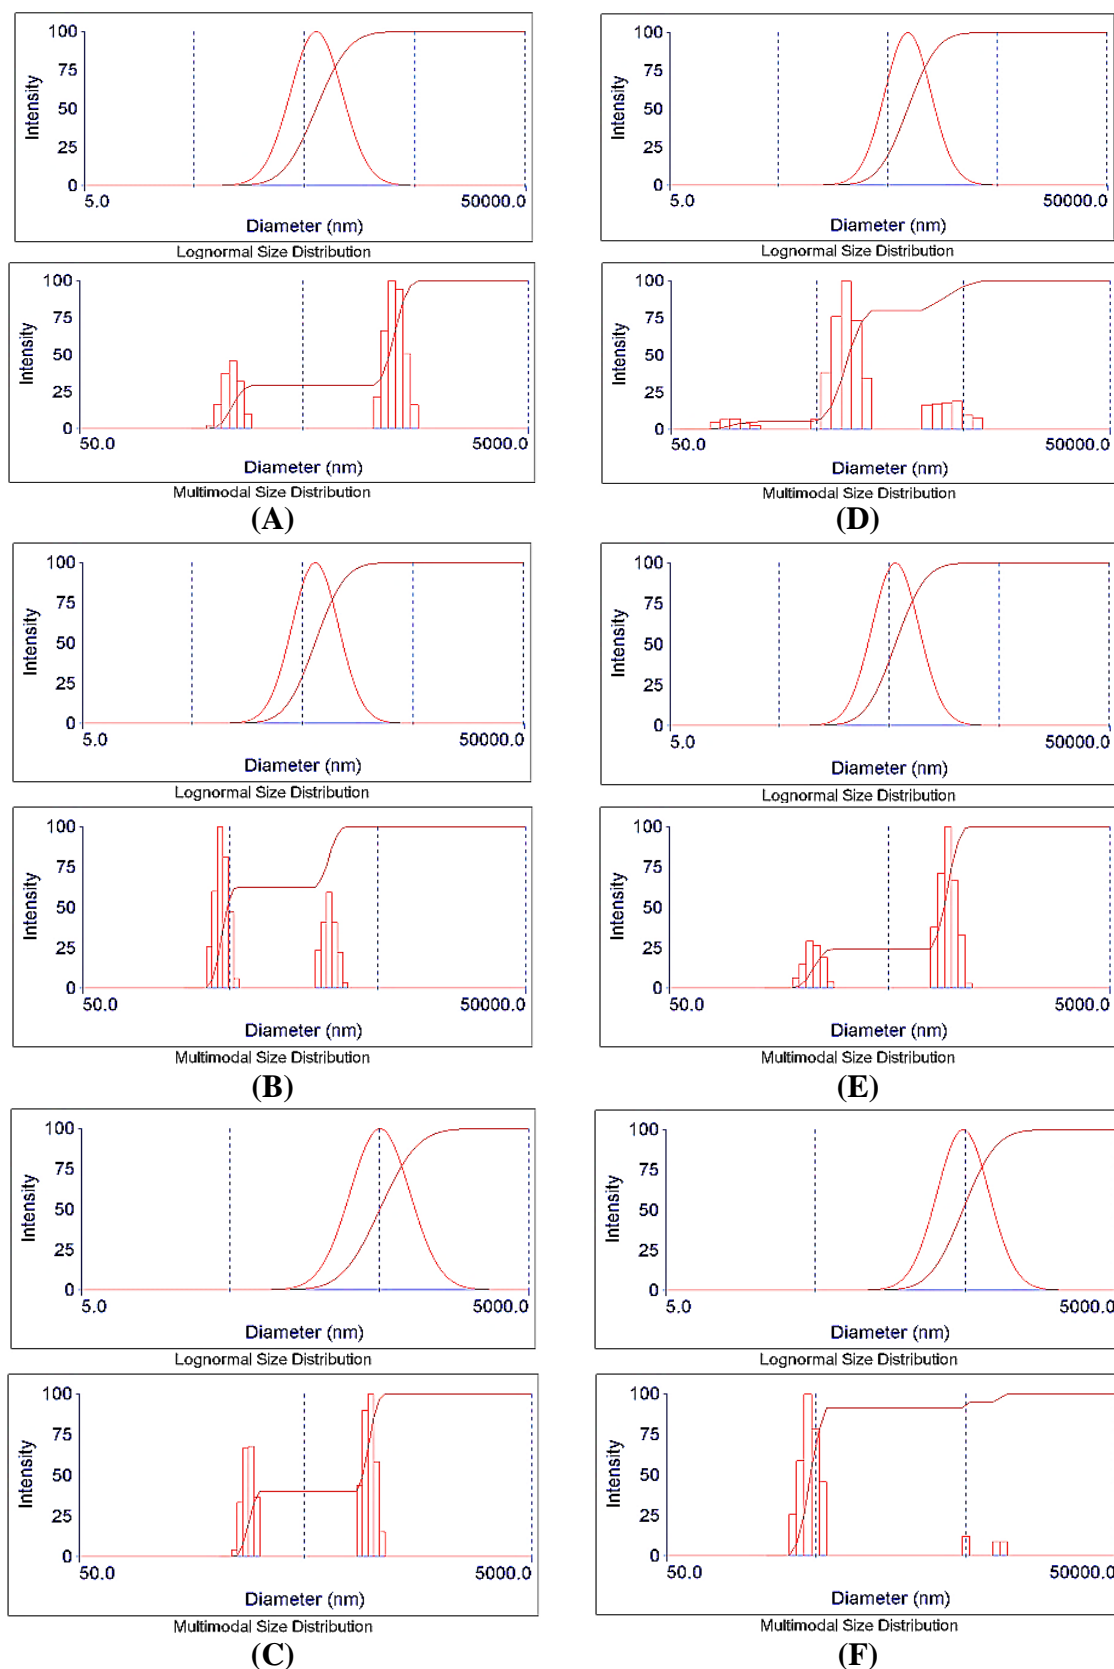 100
75
50
25
0
Intensity
5.0
50000.0
Diameter (nm)
Lognormal Size Distribution
100
75
50
25
0
Intensity
50.0
5000.0
Diameter (nm)
Multimodal Size Distribution
(A)
100
75
50
25
0
Intensity
5.0
50000.0
Diameter (nm)
Lognormal Size Distribution
100
75
50
25
0
Intensity
50.0
50000.0
Diameter (nm)
Multimodal Size Distribution
(D)
100
75
50
25
0
Intensity
5.0
50000.0
Diameter (nm)
Lognormal Size Distribution
100
75
50
25
0
Intensity
50.0
50000.0
Diameter (nm)
Multimodal Size Distribution
(B)
100
75
50
25
0
Intensity
5.0
50000.0
Diameter (nm)
Lognormal Size Distribution
100
75
50
25
0
Intensity
50.0
5000.0
Diameter (nm)
Multimodal Size Distribution
(E)
100
75
50
25
0
Intensity
5.0
5000.0
Diameter (nm)
Lognormal Size Distribution
100
75
50
25
0
Intensity
50.0
5000.0
Diameter (nm)
Multimodal Size Distribution
(C)
100
75
50
25
0
Intensity
5.0
5000.0
Diameter (nm)
Lognormal Size Distribution
100
75
50
25
0
Intensity
50.0
50000.0
Diameter (nm)
Multimodal Size Distribution
(F)